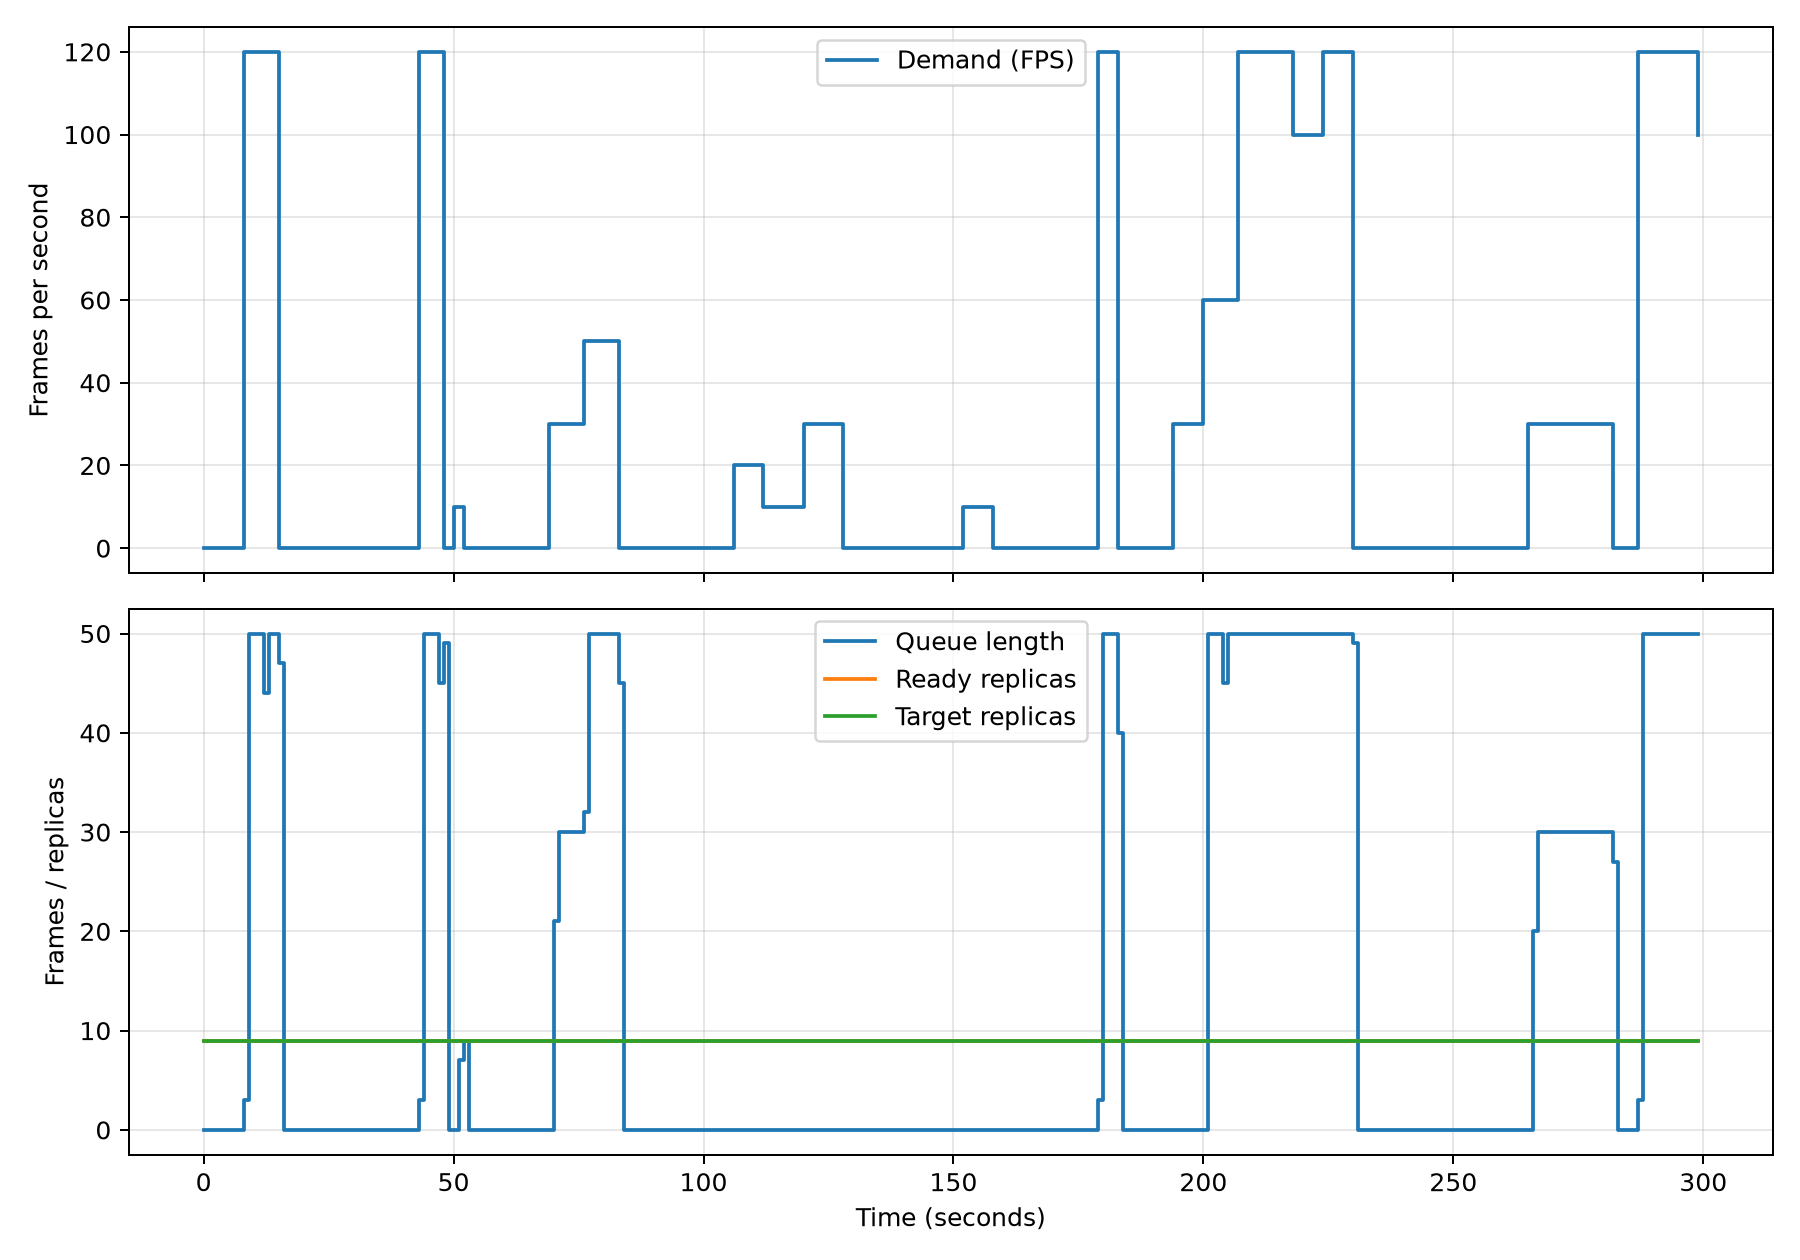 Demand (FPS)
Frames per second
120
100
80
60
40
20
0
Queue length
Ready replicas
Target replicas
Frames / replicas
50
40
30
20
10
0
0 50 100 150 200 250 300
Time (seconds)